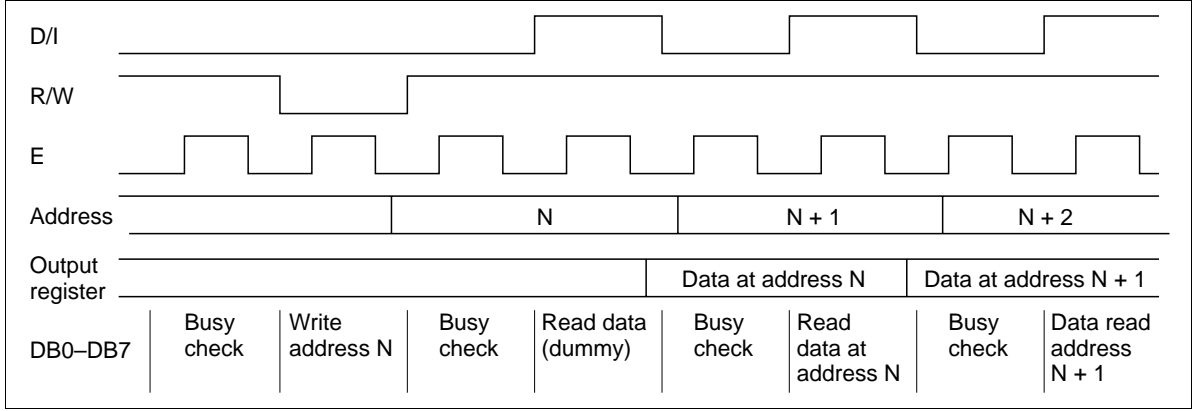 D/I
R/W
E
Address
N
N + 1
N + 2
Output
register
Data at address N
Data at address N + 1
DB0–DB7
Busy
check
Write
address N
Busy
check
Read data
(dummy)
Busy
check
Read
data at
address N
Busy
check
Data read
address
N + 1